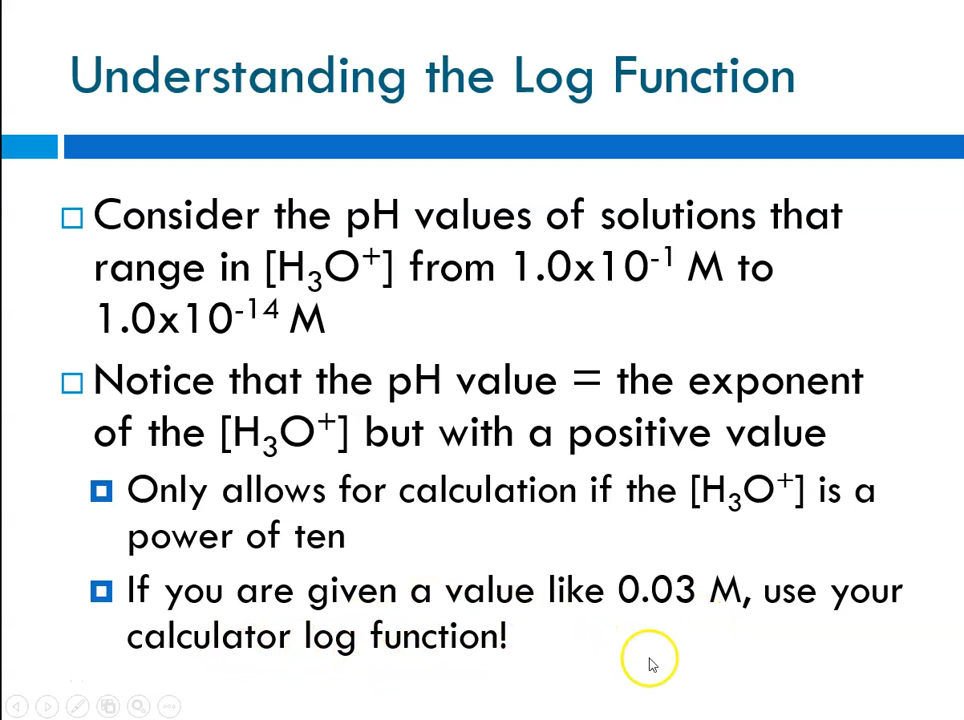 Understanding the Log Function
Consider the pH values of solutions that
range in [H₃O⁺] from 1.0x10⁻¹ M to
1.0x10⁻¹⁴ M
Notice that the pH value = the exponent
of the [H₃O⁺] but with a positive value
Only allows for calculation if the [H₃O⁺] is a
power of ten
If you are given a value like 0.03 M, use your
calculator log function!